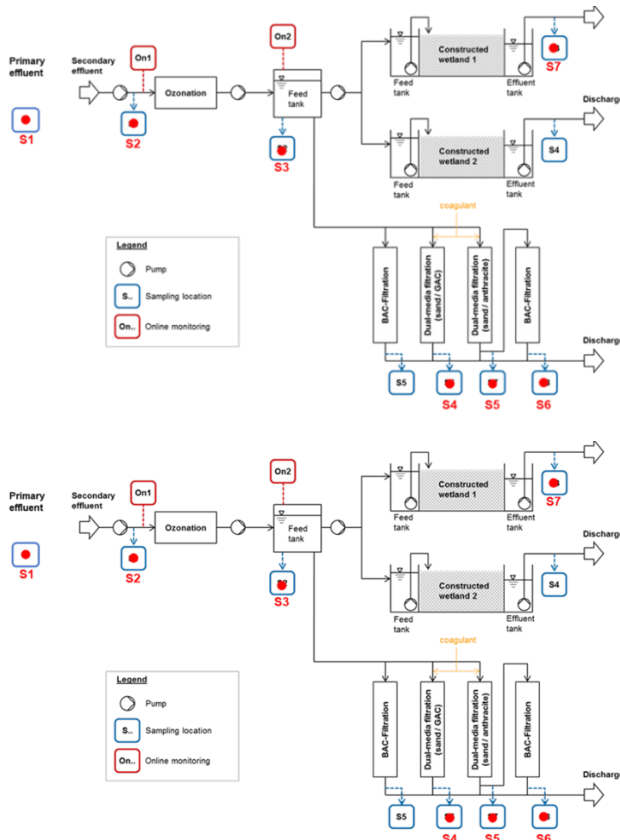 On1
On2
Primary
effluent
Secondary
effluent
Ozonation
Feed
tank
Feed
tank
Constructed
wetland 1
Effluent
tank
S7
Discharge
S1
S2
S3
Feed
tank
Constructed
wetland 2
Effluent
tank
S4
Discharge
coagulant
Legend
Pump
S..
Sampling location
On..
Online monitoring
BAC-Filtration
Dual-media filtration
(sand / GAC)
Dual-media filtration
(sand / anthracite)
BAC-Filtration
Discharge
S5
S4
S5
S6
On1
On2
Primary
effluent
Secondary
effluent
Ozonation
Feed tank
Feed
tank
Constructed
wetland 1
Effluent
tank
S7
S1
S2
S3
Feed
tank
Constructed
wetland 2
Effluent
tank
S4
Discharge
coagulant
Legend
Pump
S..
Sampling location
On..
Online monitoring
BAC-Filtration
Dual-media filtration
(sand / GAC)
Dual-media filtration
(sand / anthracite)
BAC-Filtration
Discharge
S5
S4
S5
S6